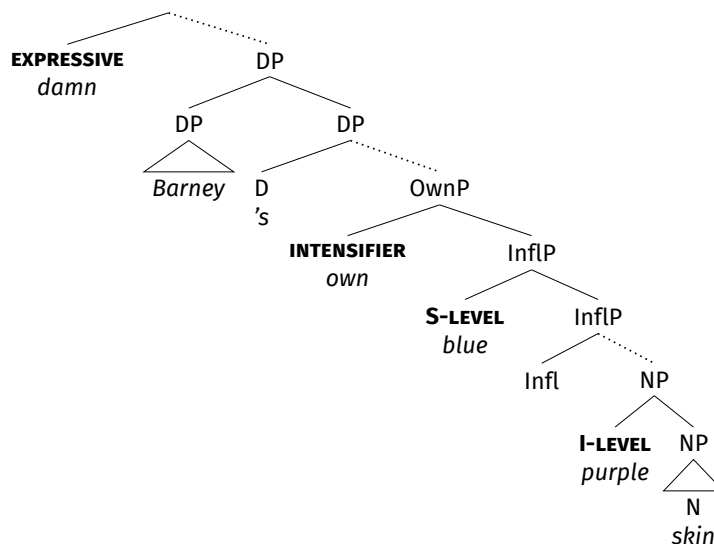 EXPRESSIVE
damn
DP
DP
DP
Barney
D
's
OwnP
INTENSIFIER
own
InflP
S-LEVEL
blue
InflP
Infl
NP
I-LEVEL
purple
NP
N
skin